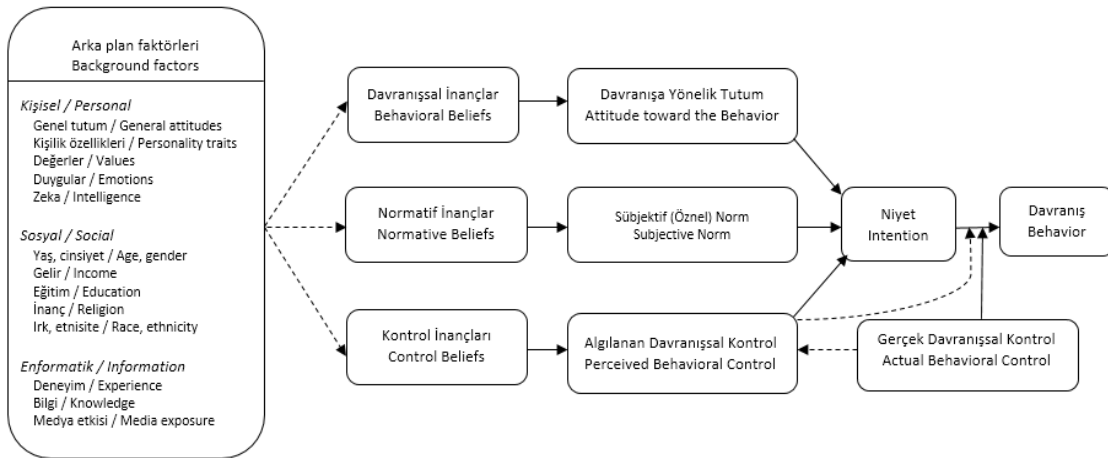 Arka plan faktörleri
Background factors
Kişisel / Personal
Genel tutum / General attitudes
Kişilik özellikleri / Personality traits
Değerler / Values
Duygular / Emotions
Zeka / Intelligence
Sosyal / Social
Yaş, cinsiyet / Age, gender
Gelir / Income
Eğitim / Education
İnanç / Religion
Irk, etnisite / Race, ethnicity
Enformatik / Information
Deneyim / Experience
Bilgi / Knowledge
Medya etkisi / Media exposure
Davranışsal İnançlar
Behavioral Beliefs
Davranışa Yönelik Tutum
Attitude toward the Behavior
Normatif İnançlar
Normative Beliefs
Sübjektif (Öznel) Norm
Subjective Norm
Niyet
Intention
Davranış
Behavior
Kontrol İnançları
Control Beliefs
Algılanan Davranışsal Kontrol
Perceived Behavioral Control
Gerçek Davranışsal Kontrol
Actual Behavioral Control